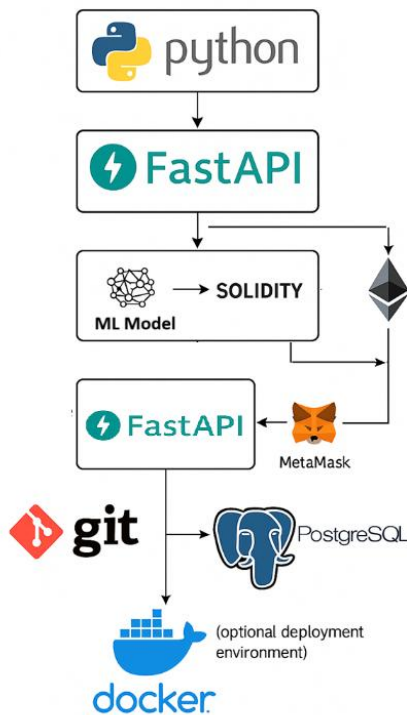 python
FastAPI
ML Model
SOLIDITY
FastAPI
MetaMask
git
PostgreSQL
(optional deployment
environment)
docker